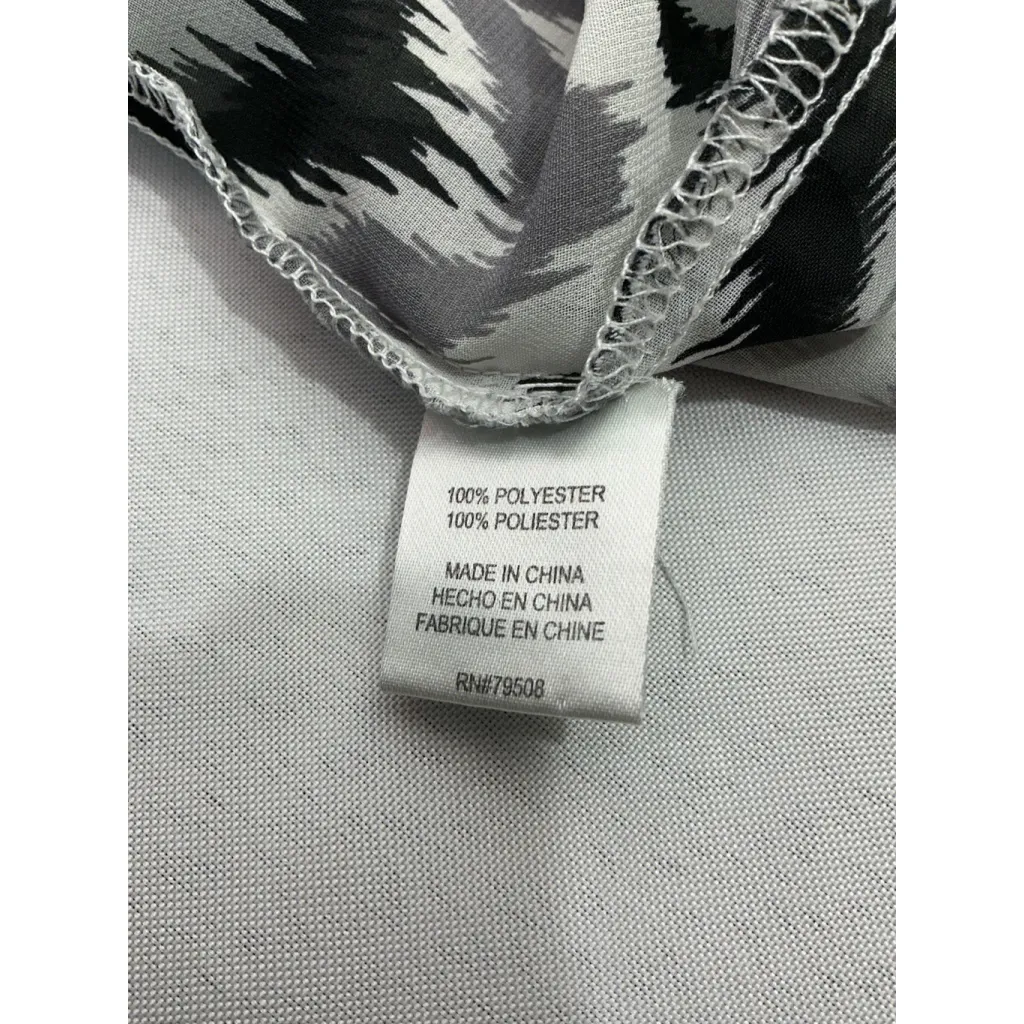 100% POLYESTER
100% POLIESTER
MADE IN CHINA
HECHO EN CHINA
FABRIQUE EN CHINE
RN#79508